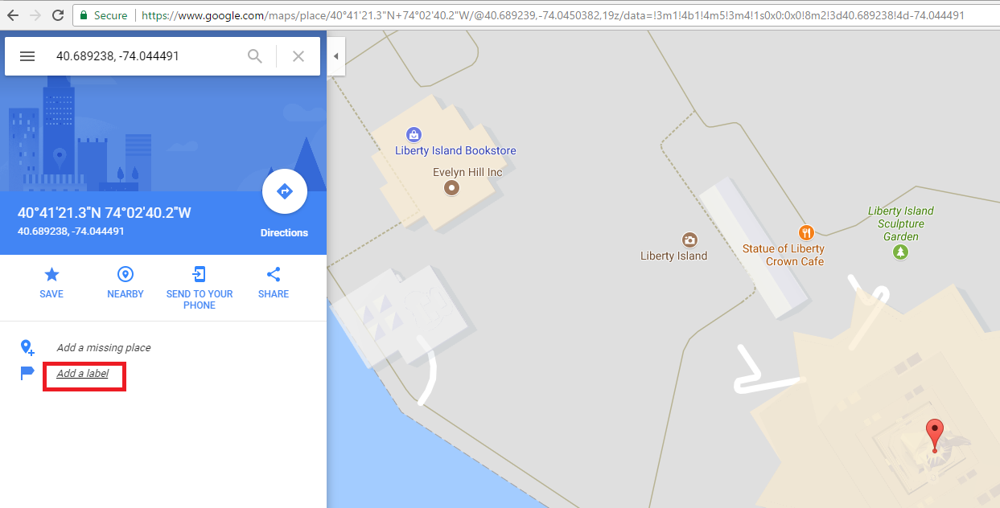 Secure
https://www.google.com/maps/place/40°41'21.3"N+74°02'40.2"W/@40.689239,-74.0450382,19z/data=!3m1!4b1!4m5!3m4!1s0x0:0x0!8m2!3d40.689238!4d-74.044491
40.689238, -74.044491
40°41'21.3"N 74°02'40.2"W
40.689238, -74.044491
Directions
SAVE
NEARBY
SEND TO YOUR
PHONE
SHARE
Add a missing place
Add a label
Liberty Island Bookstore
Evelyn Hill Inc
Liberty Island
Statue of Liberty
Crown Cafe
Liberty Island
Sculpture
Garden